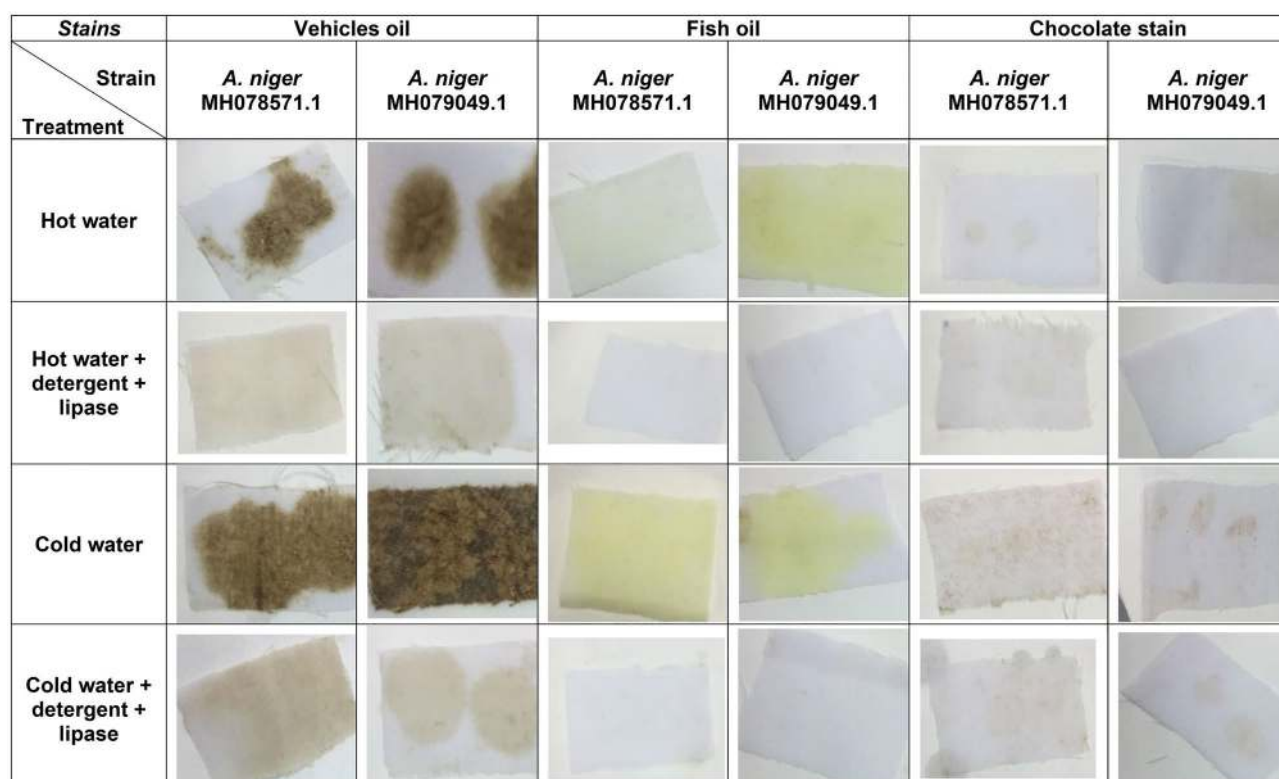 Stains
Vehicles oil
Fish oil
Chocolate stain
Strain
Treatment
A. niger
MH078571.1
A. niger
MH079049.1
A. niger
MH078571.1
A. niger
MH079049.1
A. niger
MH078571.1
A. niger
MH079049.1
Hot water
Hot water +
detergent +
lipase
Cold water
Cold water +
detergent +
lipase